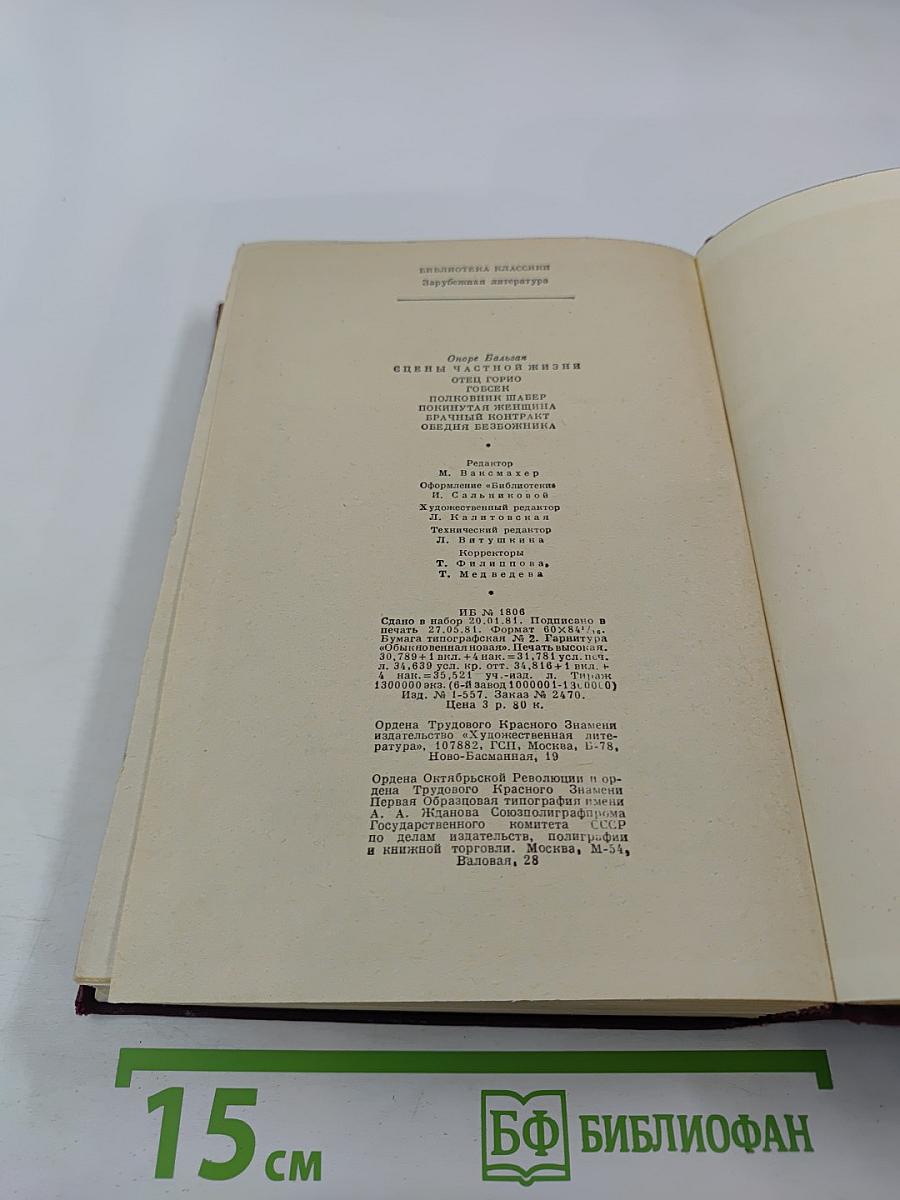 БИБЛИОТЕКА КЛАССИКИ
Зарубежная литература
Оноре Бальзак
СЦЕНЫ ЧАСТНОЙ ЖИЗНИ
ОТЕЦ ГОРИО
ГОБСЕК
ПОЛКОВНИК ШАБЕР
ПОКИНУТАЯ ЖЕНЩИНА
БРАЧНЫЙ КОНТРАКТ
ОБЕДНЯ БЕЗБОЖНИКА
Редактор
М. Ваксмахер
Оформление «Библиотеки»
И. Сальниковой
Художественный редактор
Л. Калитовская
Технический редактор
Л. Витушкина
Корректоры
Т. Филиппова,
Т. Медведева
ИБ № 1806
Сдано в набор 20.01.81. Подписано в
печать 27.05.81. Формат 60×84¹/₁₆.
Бумага типографская № 2. Гарнитура
«Обыкновенная новая». Печать высокая.
30,789+1 вкл.+4 нак.=31,781 усл. печ.
л. 34,639 усл. кр. отт. 34,816+1 вкл.+
4 нак.=35,521 уч.-изд. л. Тираж
1300000 экз. (6-й завод 1000001-1300000)
Изд. № I-557. Заказ № 2470.
Цена 3 р. 80 к.
Ордена Трудового Красного Знамени
издательство «Художественная лите-
ратура», 107882, ГСП, Москва, Б-78,
Ново-Басманная, 19
Ордена Октябрьской Революции и ор-
дена Трудового Красного Знамени
Первая Образцовая типография имени
А. А. Жданова Союзполиграфпрома
Государственного комитета СССР
по делам издательств, полиграфии
и книжной торговли. Москва, М-54,
Валовая, 28
15 см
БФ БИБЛИОФАН